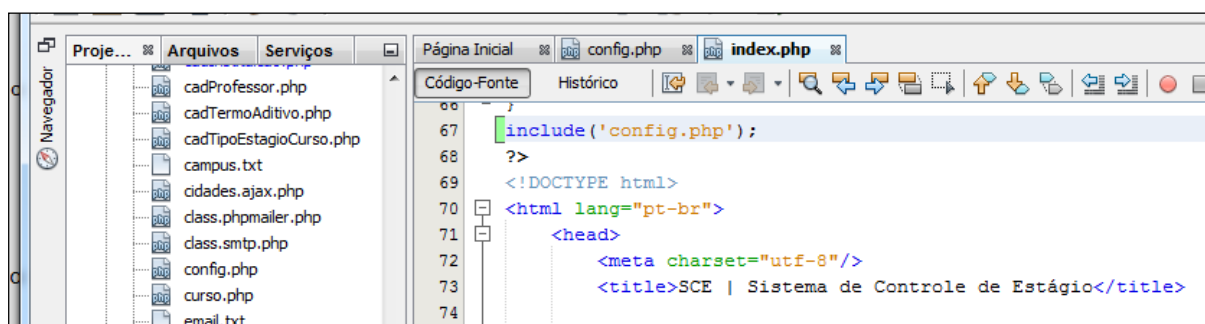 Proje... Arquivos Serviços
Navegador
cadProfessor.php
cadTermoAditivo.php
cadTipoEstagioCurso.php
campus.txt
cidades.ajax.php
class.phpmailer.php
class.smtp.php
config.php
curso.php
email.txt
Página Inicial config.php index.php
Código-Fonte Histórico
66 }
67 include('config.php');
68 ?>
69 <!DOCTYPE html>
70 <html lang="pt-br">
71 <head>
72 <meta charset="utf-8"/>
73 <title>SCE | Sistema de Controle de Estágio</title>
74